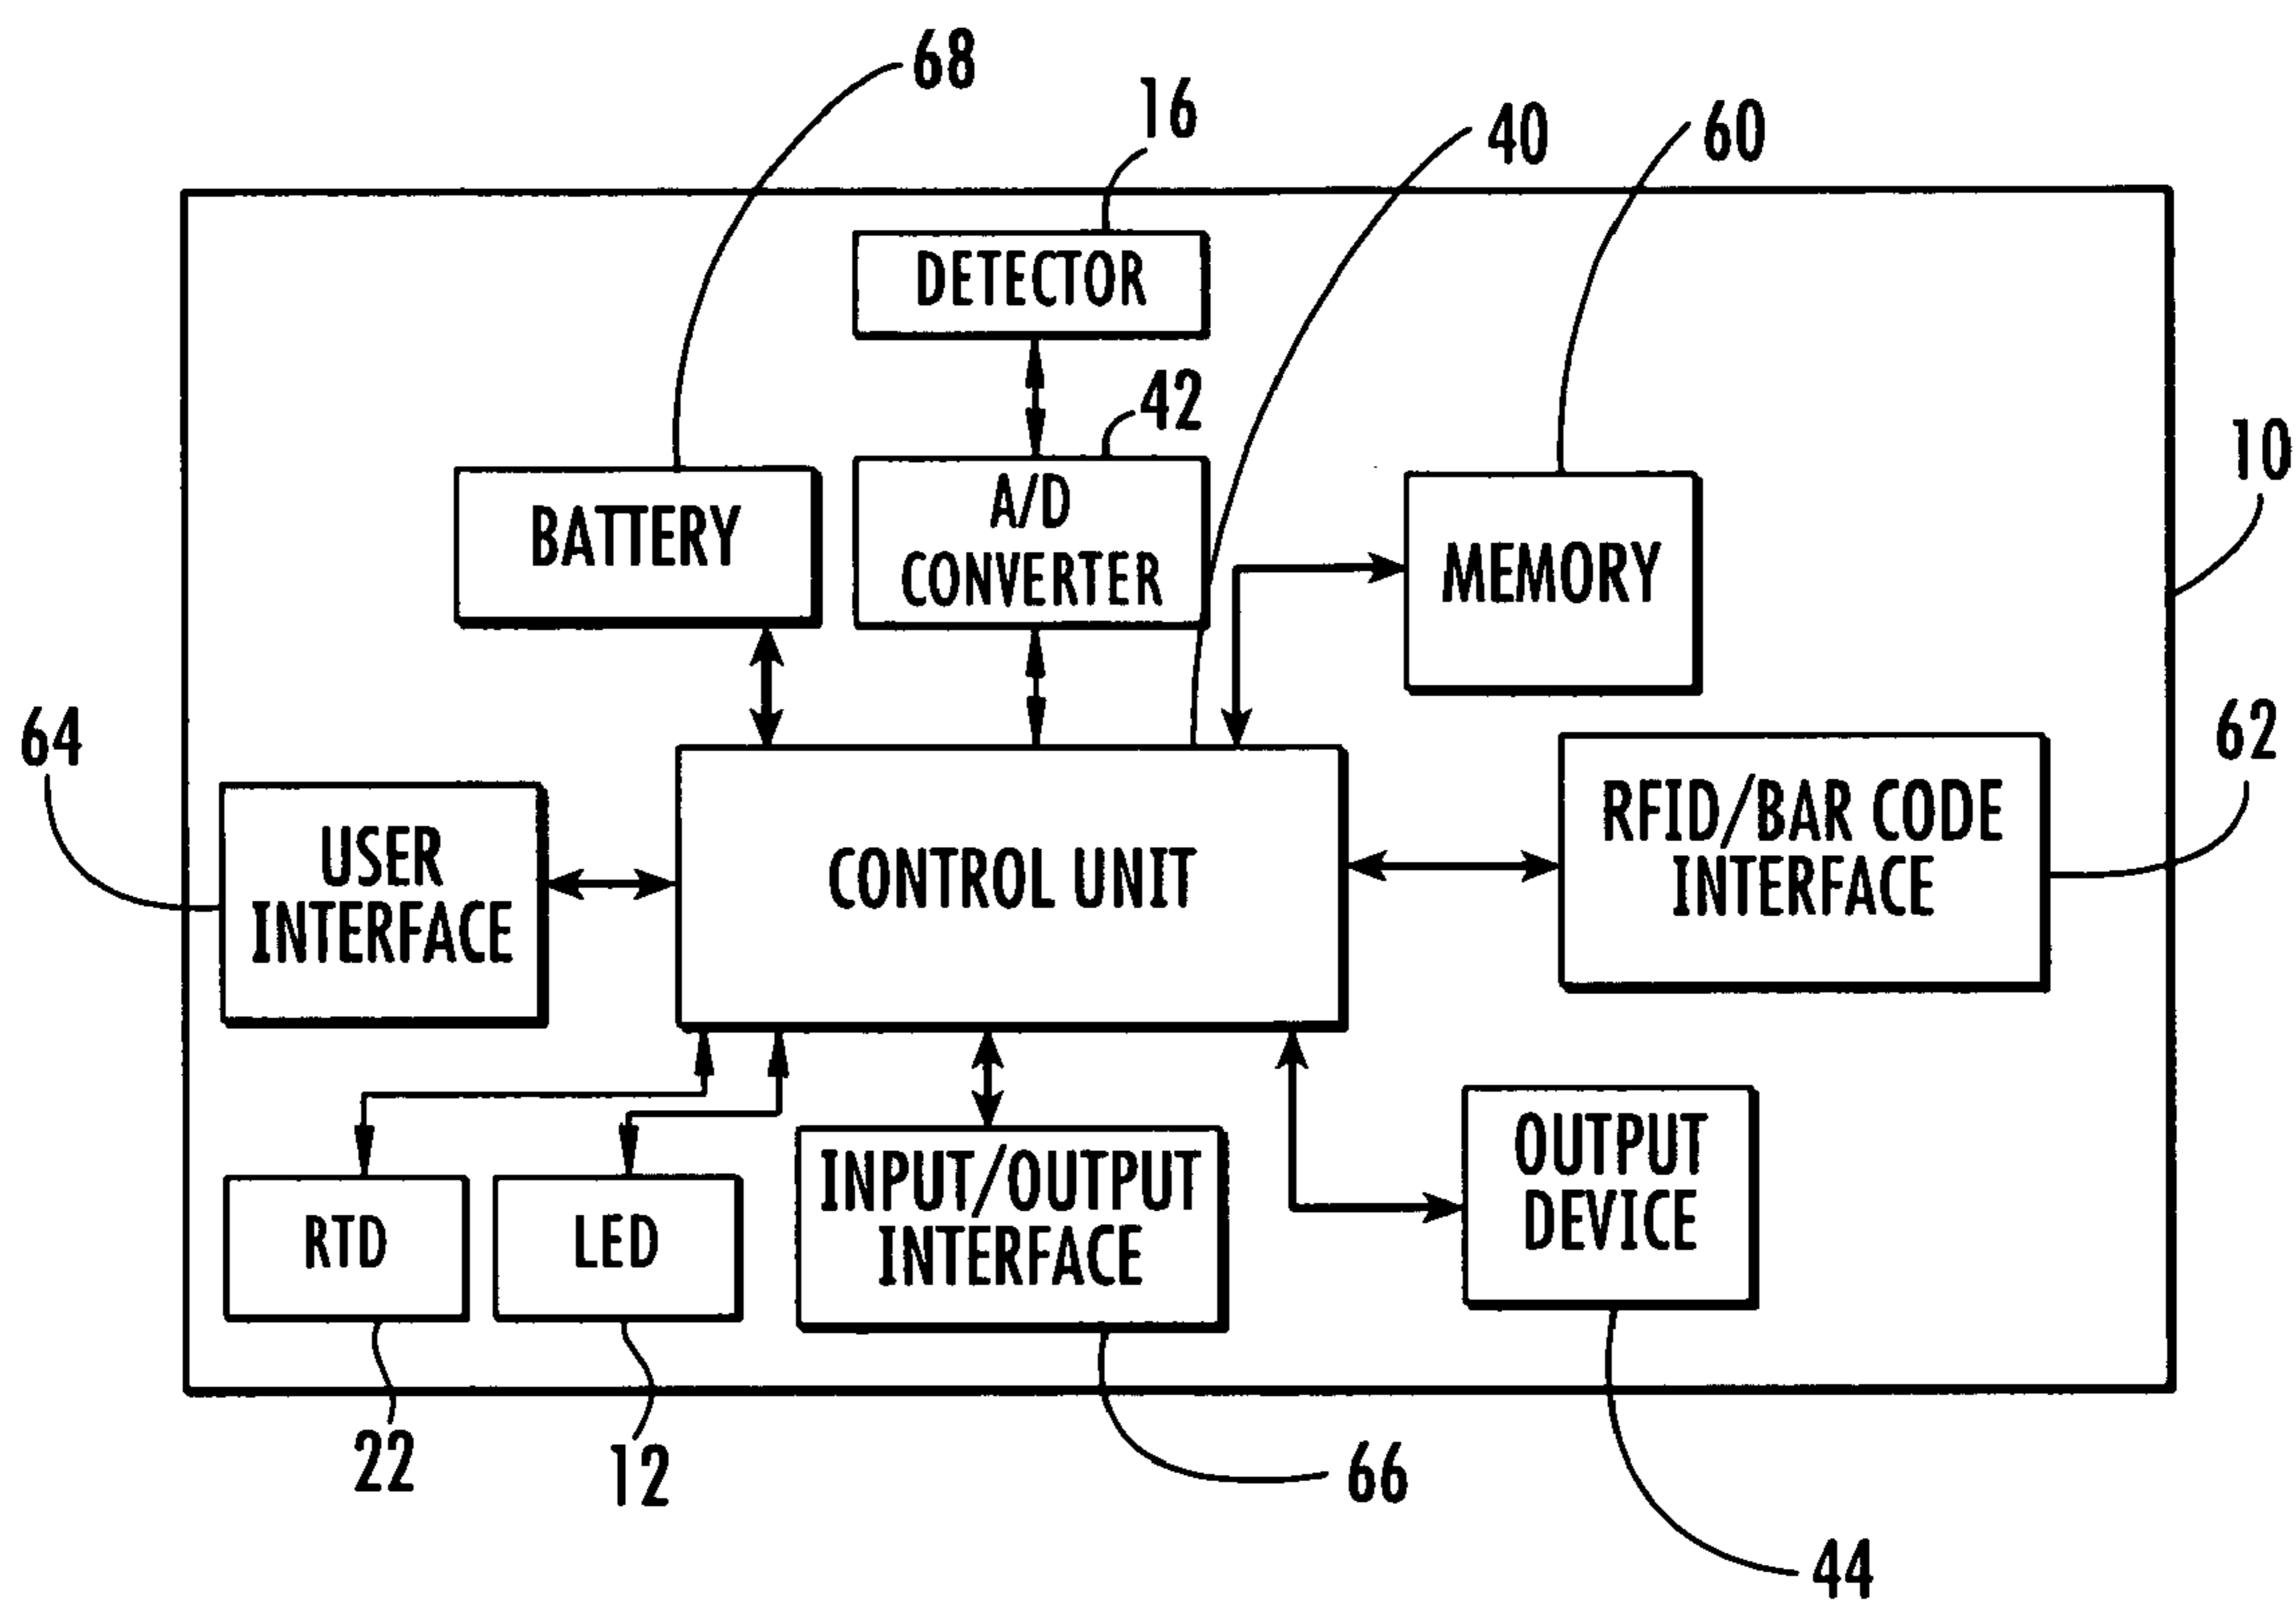 68
16
40
60
DETECTOR
42
10
BATTERY
A/D
CONVERTER
MEMORY
64
62
USER
INTERFACE
CONTROL UNIT
RFID/BAR CODE
INTERFACE
RTD
LED
INPUT/OUTPUT
INTERFACE
OUTPUT
DEVICE
22
12
66
44